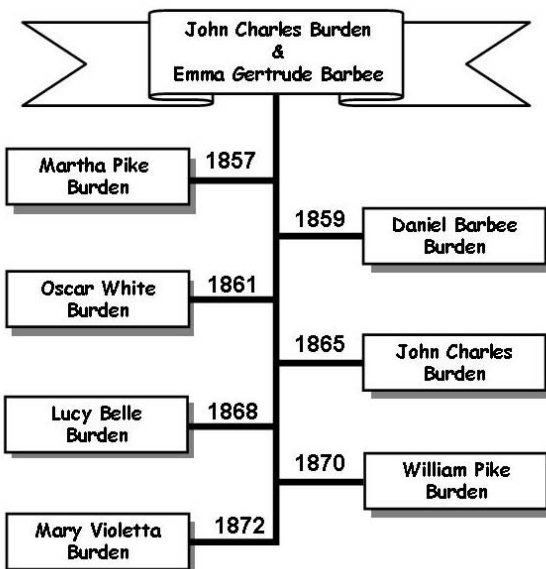 John Charles Burden
&
Emma Gertrude Barbee
1857
Martha Pike
Burden
1859
Daniel Barbee
Burden
1861
Oscar White
Burden
1865
John Charles
Burden
1868
Lucy Belle
Burden
1870
William Pike
Burden
1872
Mary Violetta
Burden